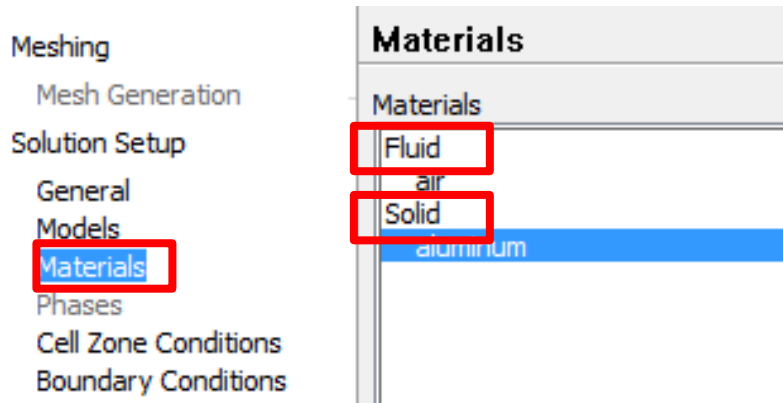 Meshing
Mesh Generation
Solution Setup
General
Models
Materials
Phases
Cell Zone Conditions
Boundary Conditions
Materials
Materials
Fluid
air
Solid
aluminum